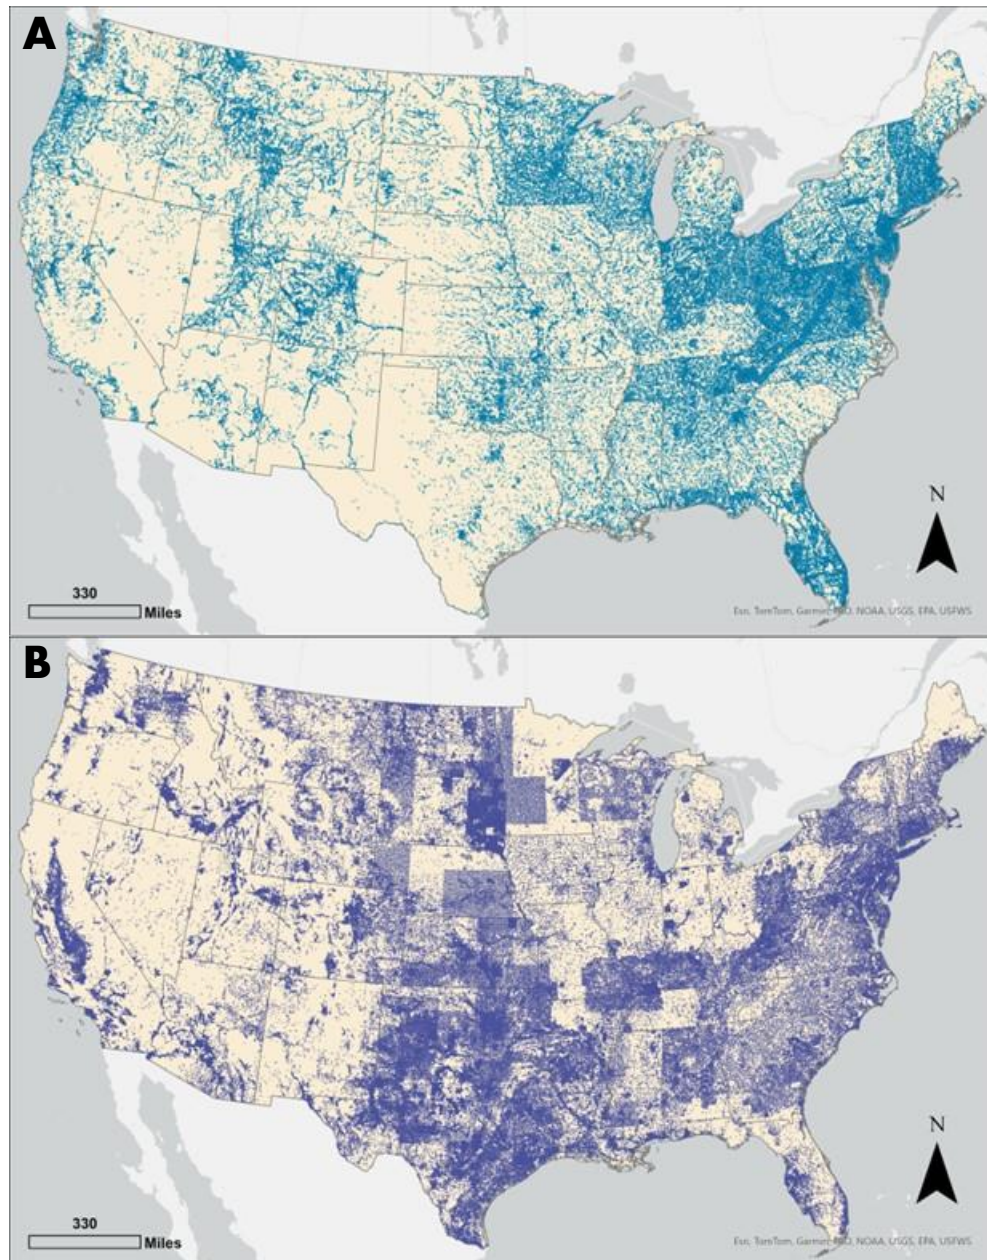 A
N
330
Miles
Esri, TomTom, Garmin, FAO, NOAA, USGS, EPA, USFWS
B
N
330
Miles
Esri, TomTom, Garmin, FAO, NOAA, USGS, EPA, USFWS